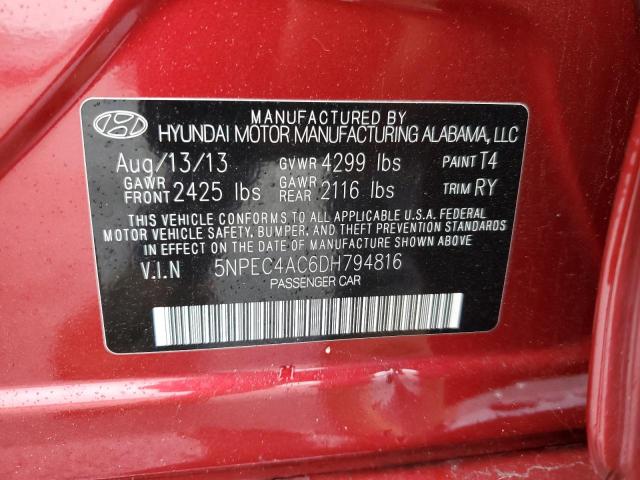 MANUFACTURED BY
HYUNDAI MOTOR MANUFACTURING ALABAMA, LLC
Aug/13/13 GVWR 4299 lbs PAINT T4
GAWR FRONT 2425 lbs GAWR REAR 2116 lbs TRIM RY
THIS VEHICLE CONFORMS TO ALL APPLICABLE U.S.A. FEDERAL
MOTOR VEHICLE SAFETY, BUMPER, AND THEFT PREVENTION STANDARDS
IN EFFECT ON THE DATE OF MANUFACTURE SHOWN ABOVE.
V.I.N 5NPEC4AC6DH794816
PASSENGER CAR